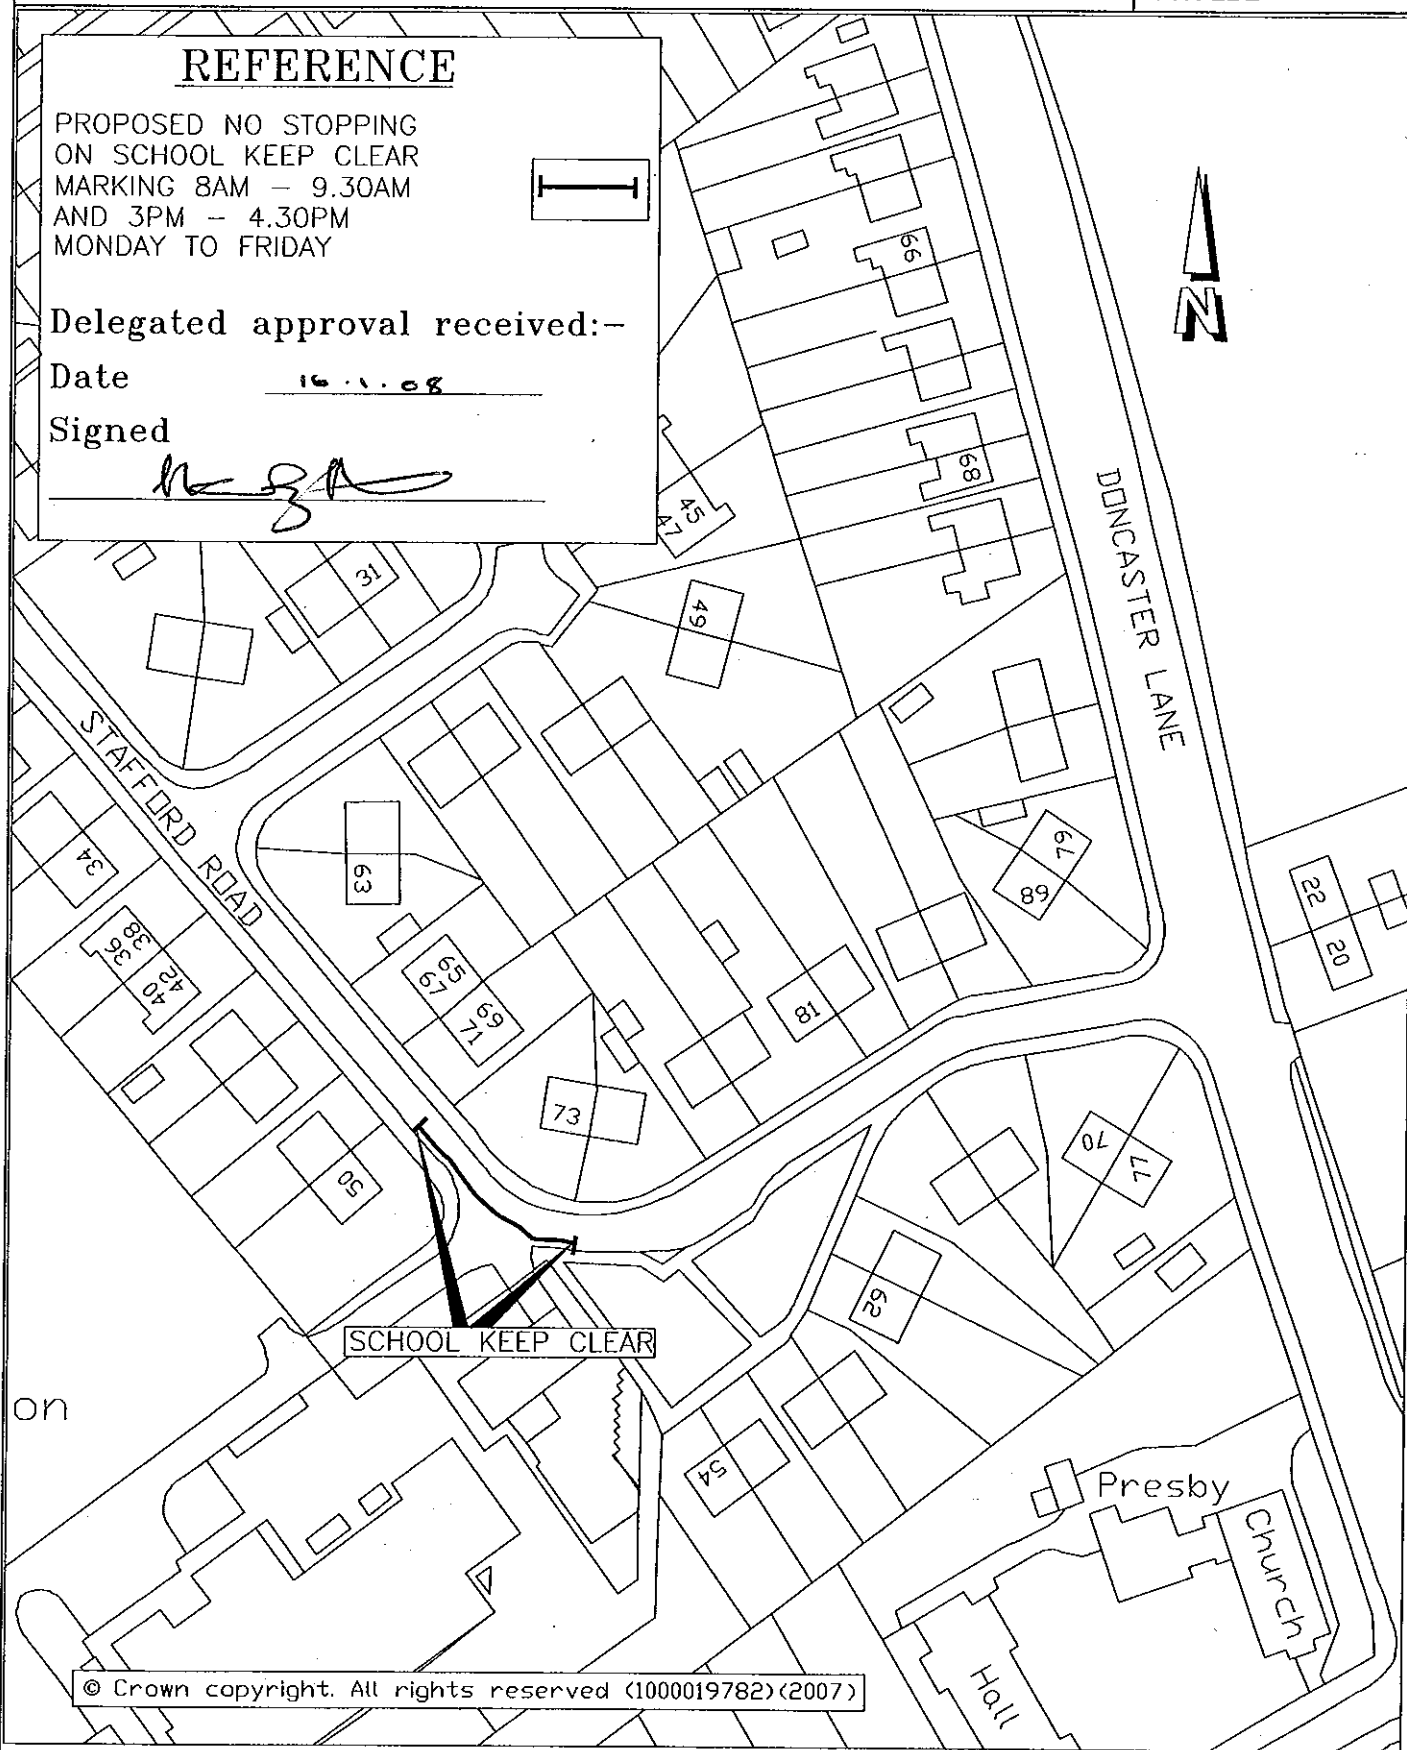 REFERENCE
PROPOSED NO STOPPING
ON SCHOOL KEEP CLEAR
MARKING 8AM - 9.30AM
AND 3PM - 4.30PM
MONDAY TO FRIDAY
Delegated approval received:-
Date 16.1.08
Signed
N
66
68
45
47
49
31
DONCASTER LANE
STAFFORD ROAD
34
63
38
36
42
40
65
67
69
71
79
89
22
20
81
73
50
70
77
62
SCHOOL KEEP CLEAR
on
54
Presby
Church
Hall
© Crown copyright. All rights reserved (1000019782)(2007)